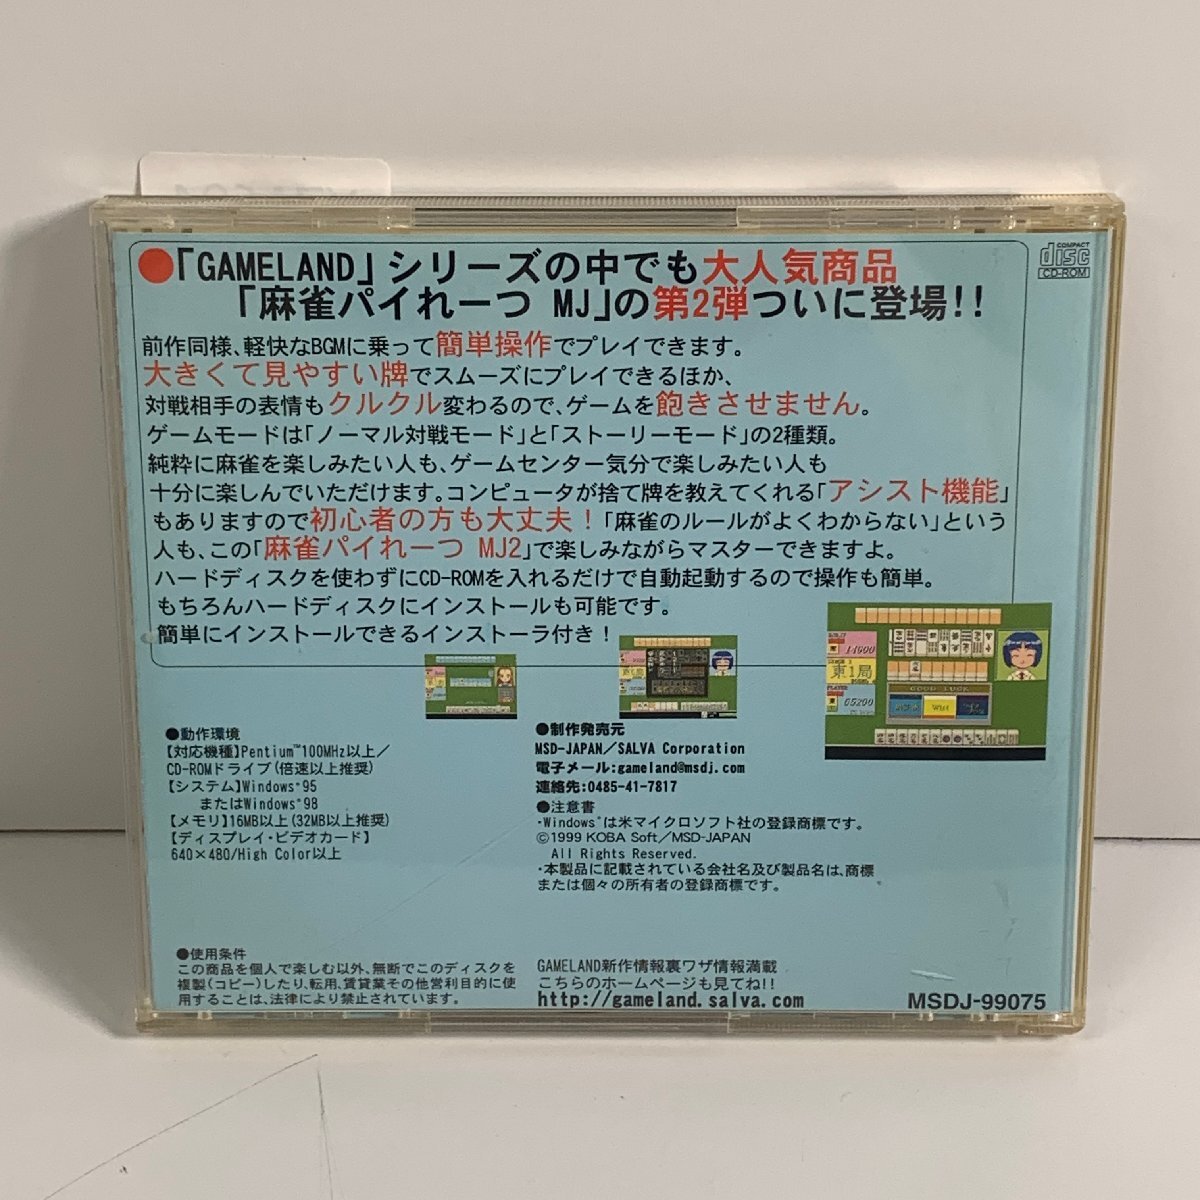 ●「GAMELAND」シリーズの中でも大人気商品
「麻雀パイれーつ MJ」の第2弾ついに登場!!
COMPACT
disc
CD-ROM
前作同様、軽快なBGMに乗って簡単操作でプレイできます。
大きくて見やすい牌でスムーズにプレイできるほか、
対戦相手の表情もクルクル変わるので、ゲームを飽きさせません。
ゲームモードは「ノーマル対戦モード」と「ストーリーモード」の2種類。
純粋に麻雀を楽しみたい人も、ゲームセンター気分で楽しみたい人も
十分に楽しんでいただけます。コンピュータが捨て牌を教えてくれる「アシスト機能」
もありますので初心者の方も大丈夫!「麻雀のルールがよくわからない」という
人も、この「麻雀パイれーつ MJ2」で楽しみながらマスターできますよ。
ハードディスクを使わずにCD-ROMを入れるだけで自動起動するので操作も簡単。
もちろんハードディスクにインストールも可能です。
簡単にインストールできるインストーラ付き!
14900
東1局
65200
GOOD LUCK
●動作環境
【対応機種】Pentium™100MHz以上/
CD-ROMドライブ(倍速以上推奨)
【システム】Windows®95
またはWindows®98
【メモリ】16MB以上(32MB以上推奨)
【ディスプレイ・ビデオカード】
640×480/High Color以上
●制作発売元
MSD-JAPAN/SALVA Corporation
電子メール:gameland@msdj.com
連絡先:0485-41-7817
●注意書
・Windows®は米マイクロソフト社の登録商標です。
©1999 KOBA Soft/MSD-JAPAN
All Rights Reserved.
・本製品に記載されている会社名及び製品名は、商標
または個々の所有者の登録商標です。
●使用条件
この商品を個人で楽しむ以外、無断でこのディスクを
複製(コピー)したり、転用、賃貸業その他営利目的に使
用することは、法律により禁止されています。
GAMELAND新作情報裏ワザ情報満載
こちらのホームページも見てね!!
http://gameland.salva.com
MSDJ-99075